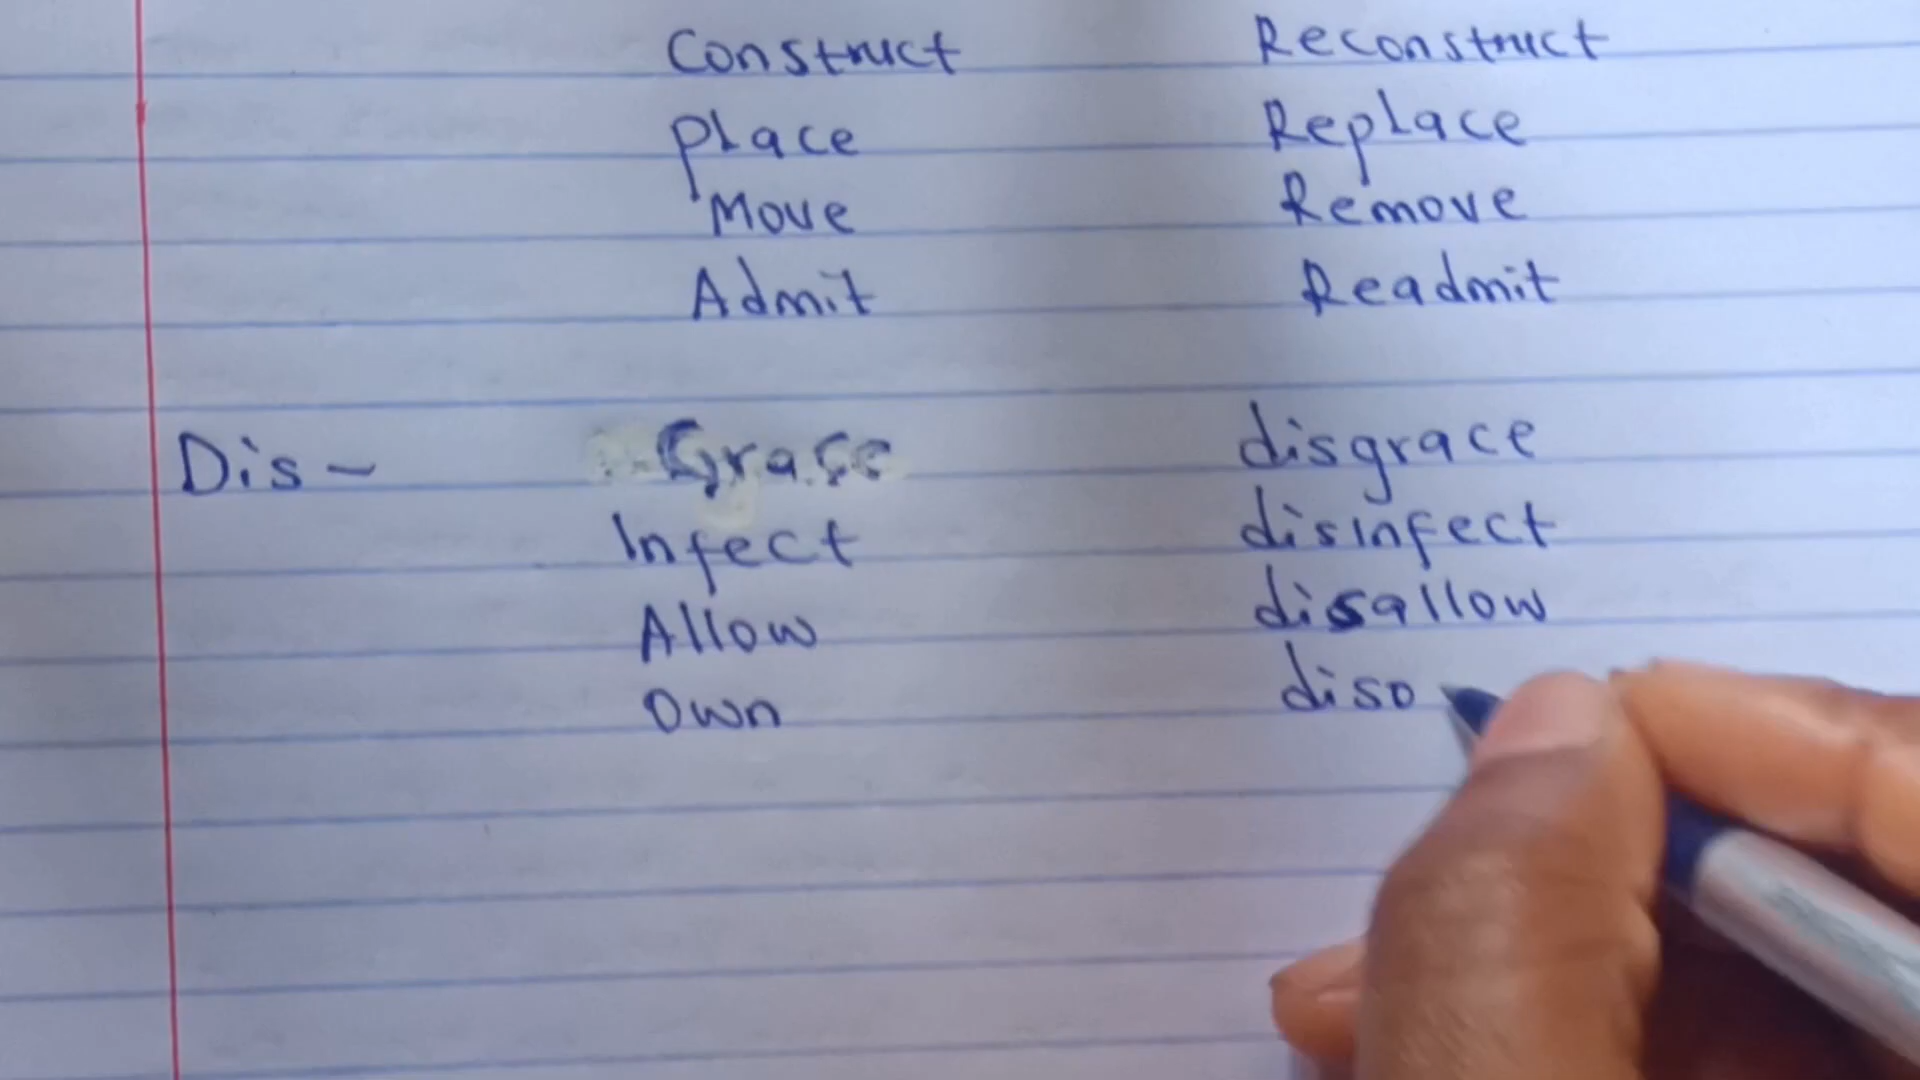 Construct Reconstruct
Place Replace
Move Remove
Admit Readmit
Dis- Grace disgrace
Infect disinfect
Allow disallow
Own diso